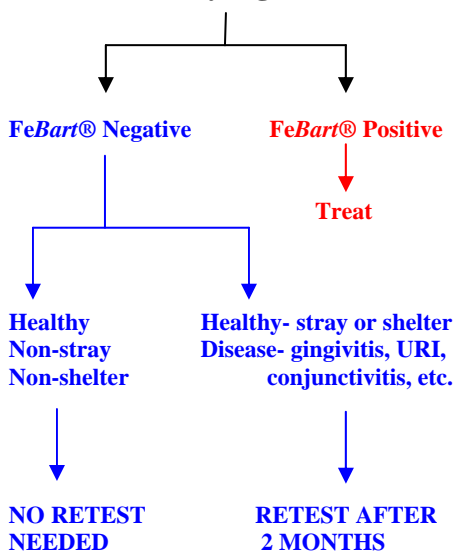 FeBart® Negative
FeBart® Positive
Treat
Healthy
Non-stray
Non-shelter
Healthy- stray or shelter
Disease- gingivitis, URI,
conjunctivitis, etc.
NO RETEST
NEEDED
RETEST AFTER
2 MONTHS